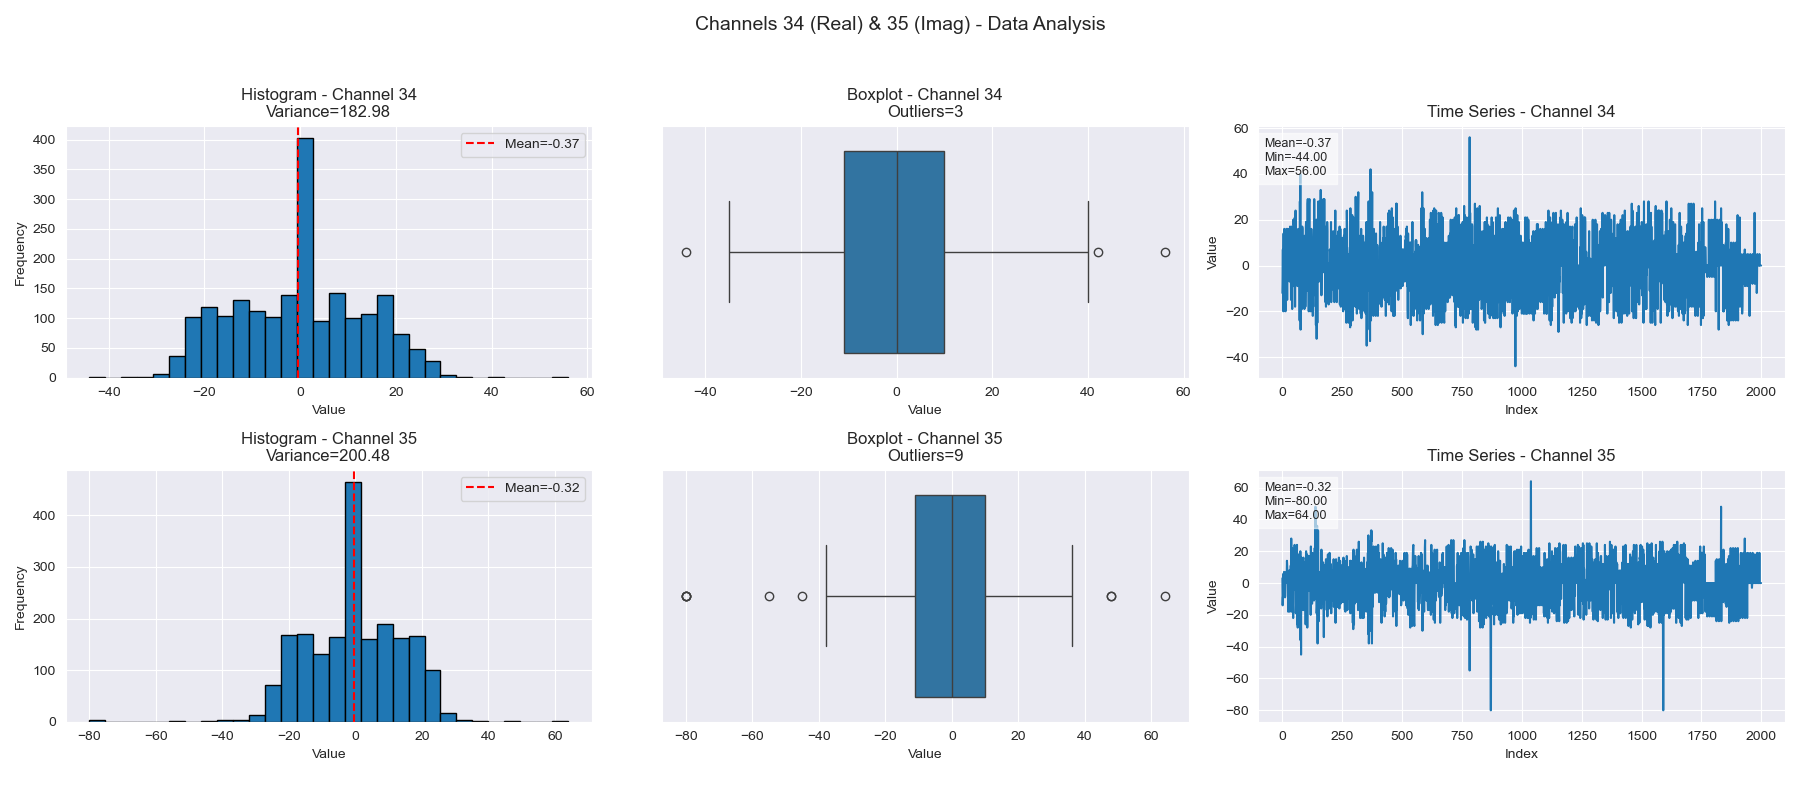 Channels 34 (Real) & 35 (Imag) - Data Analysis
Histogram - Channel 34
Variance=182.98
Mean=-0.37
Frequency
400
350
300
250
200
150
100
50
0
−40
−20
0
20
40
60
Value
Boxplot - Channel 34
Outliers=3
−40
−20
0
20
40
60
Value
Time Series - Channel 34
Mean=-0.37
Min=-44.00
Max=56.00
Value
60
40
20
0
−20
−40
0
250
500
750
1000
1250
1500
1750
2000
Index
Histogram - Channel 35
Variance=200.48
Mean=-0.32
Frequency
400
300
200
100
0
−80
−60
−40
−20
0
20
40
60
Value
Boxplot - Channel 35
Outliers=9
−80
−60
−40
−20
0
20
40
60
Value
Time Series - Channel 35
Mean=-0.32
Min=-80.00
Max=64.00
Value
60
40
20
0
−20
−40
−60
−80
0
250
500
750
1000
1250
1500
1750
2000
Index